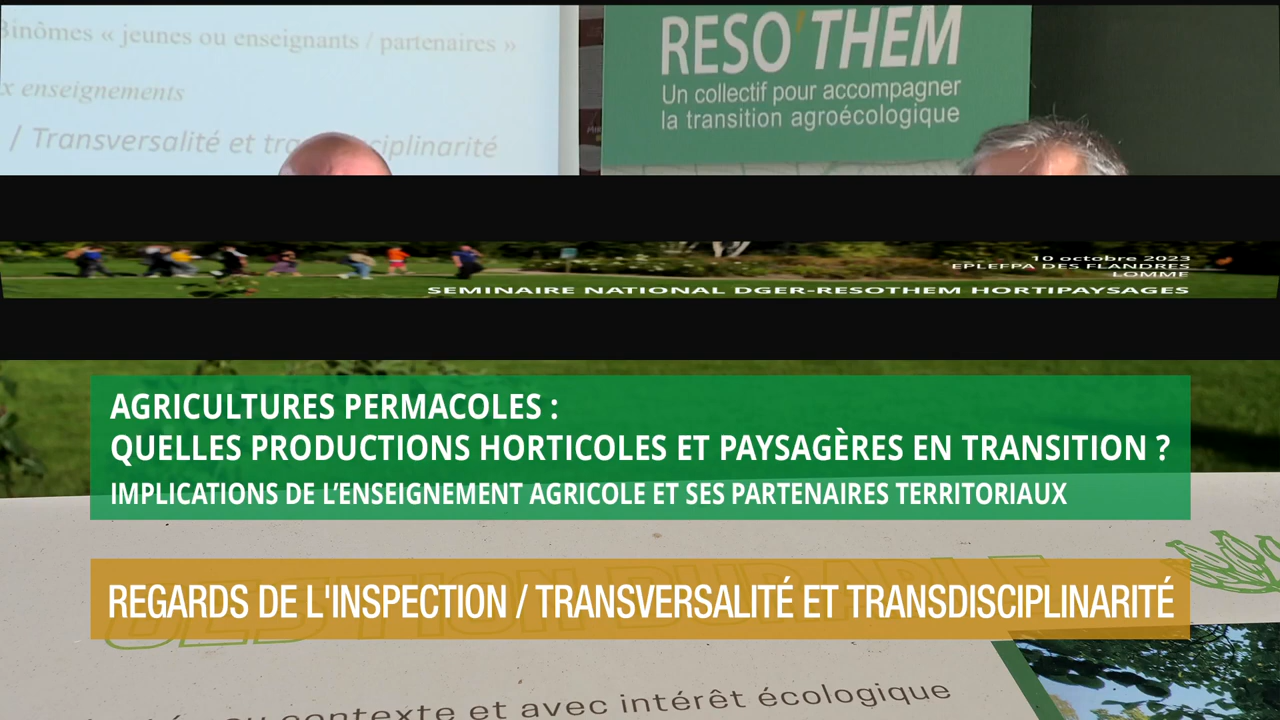 Binômes « jeunes ou enseignants / partenaires »
x enseignements
/ Transversalité et
RESO'THEM
Un collectif pour accompagner
la transition agroécologique
10 octobre 2023
EPLEFPA DES FLANDRES
LOMME
SEMINAIRE NATIONAL DGER-RESOTHEM HORTIPAYSAGES
AGRICULTURES PERMACOLES :
QUELLES PRODUCTIONS HORTICOLES ET PAYSAGÈRES EN TRANSITION ?
IMPLICATIONS DE L'ENSEIGNEMENT AGRICOLE ET SES PARTENAIRES TERRITORIAUX
GESTION DURABLE
REGARDS DE L'INSPECTION / TRANSVERSALITÉ ET TRANSDISCIPLINARITÉ
contexte et avec intérêt écologique